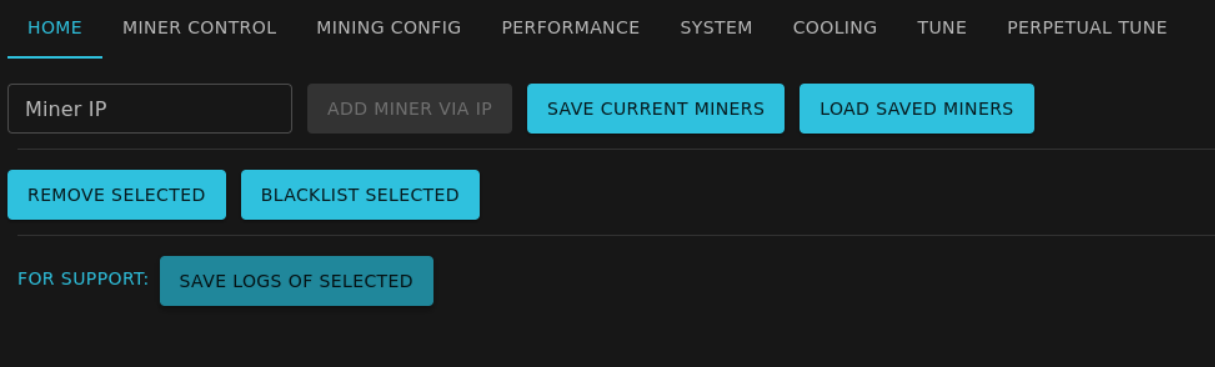 HOME MINER CONTROL MINING CONFIG PERFORMANCE SYSTEM COOLING TUNE PERPETUAL TUNE
Miner IP ADD MINER VIA IP SAVE CURRENT MINERS LOAD SAVED MINERS
REMOVE SELECTED BLACKLIST SELECTED
FOR SUPPORT: SAVE LOGS OF SELECTED